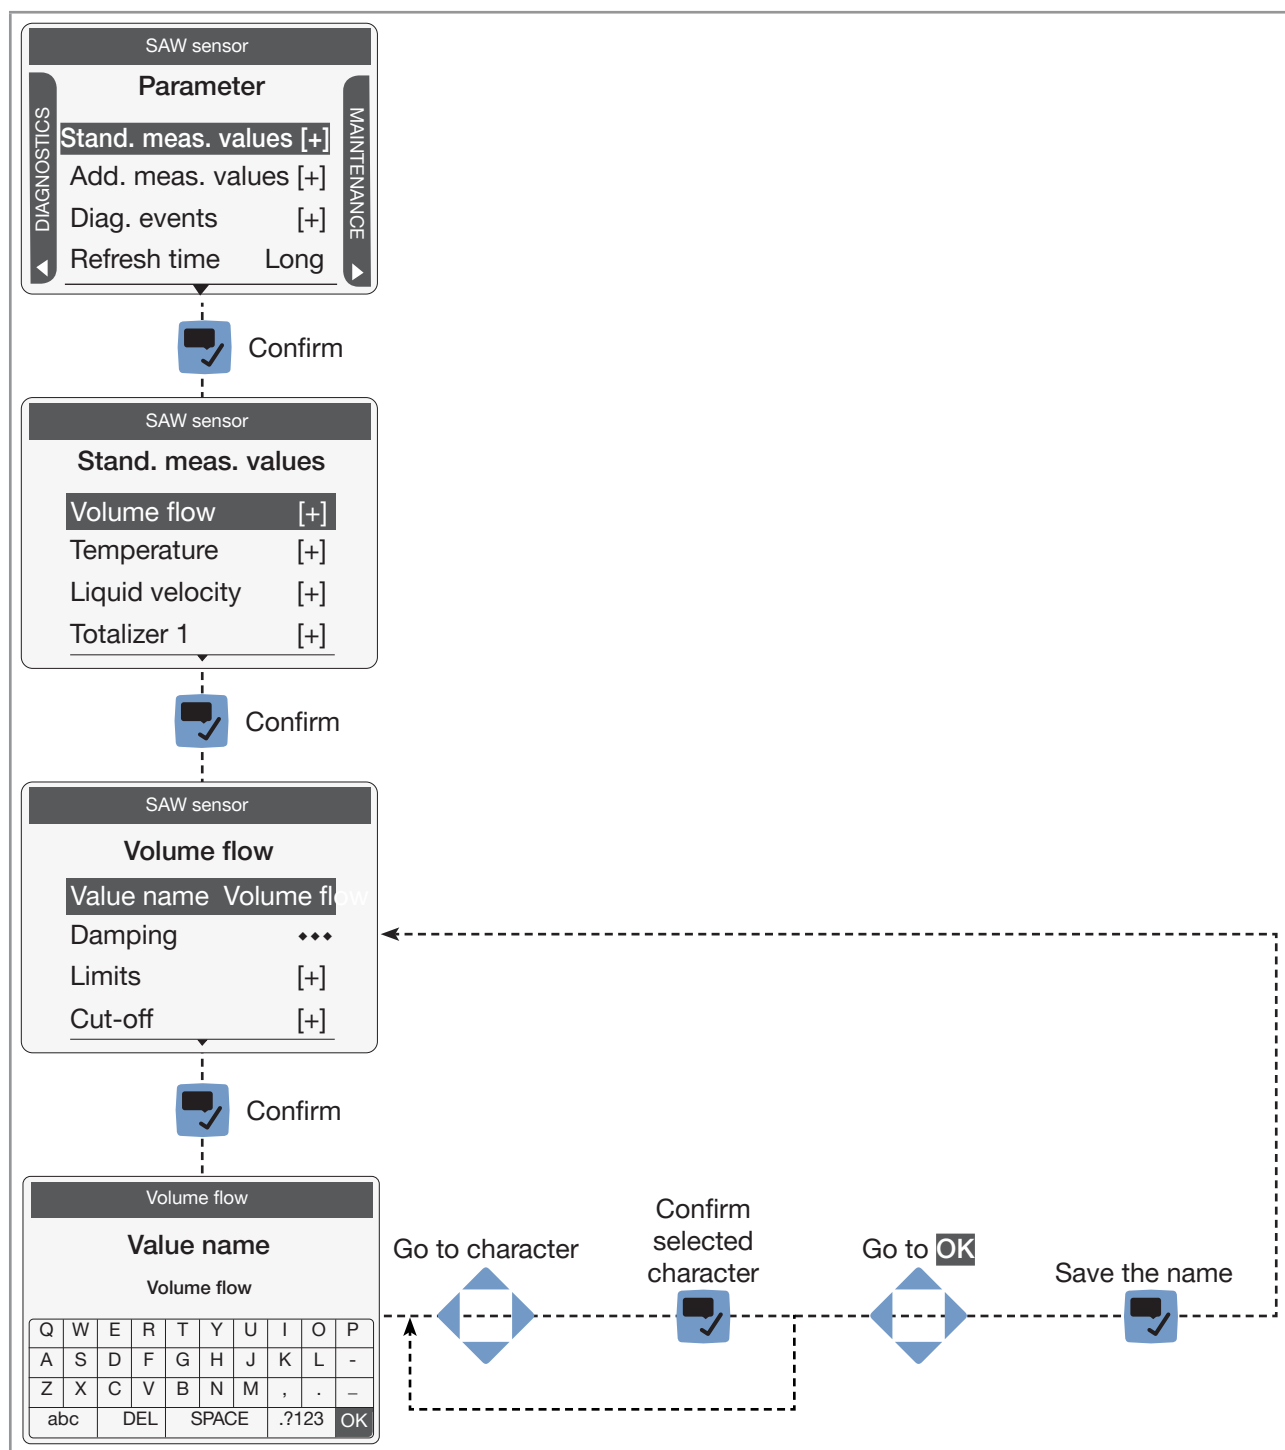 SAW sensor
Parameter
DIAGNOSTICS
MAINTENANCE
Stand. meas. values [+]
Add. meas. values [+]
Diag. events [+]
Refresh time Long
Confirm
SAW sensor
Stand. meas. values
Volume flow [+]
Temperature [+]
Liquid velocity [+]
Totalizer 1 [+]
Confirm
SAW sensor
Volume flow
Value name Volume flow
Damping
Limits [+]
Cut-off [+]
Confirm
Volume flow
Value name
Volume flow
Q W E R T Y U I O P
A S D F G H J K L -
Z X C V B N M , . _
abc DEL SPACE .?123 OK
Go to character
Confirm
selected
character
Go to OK
Save the name